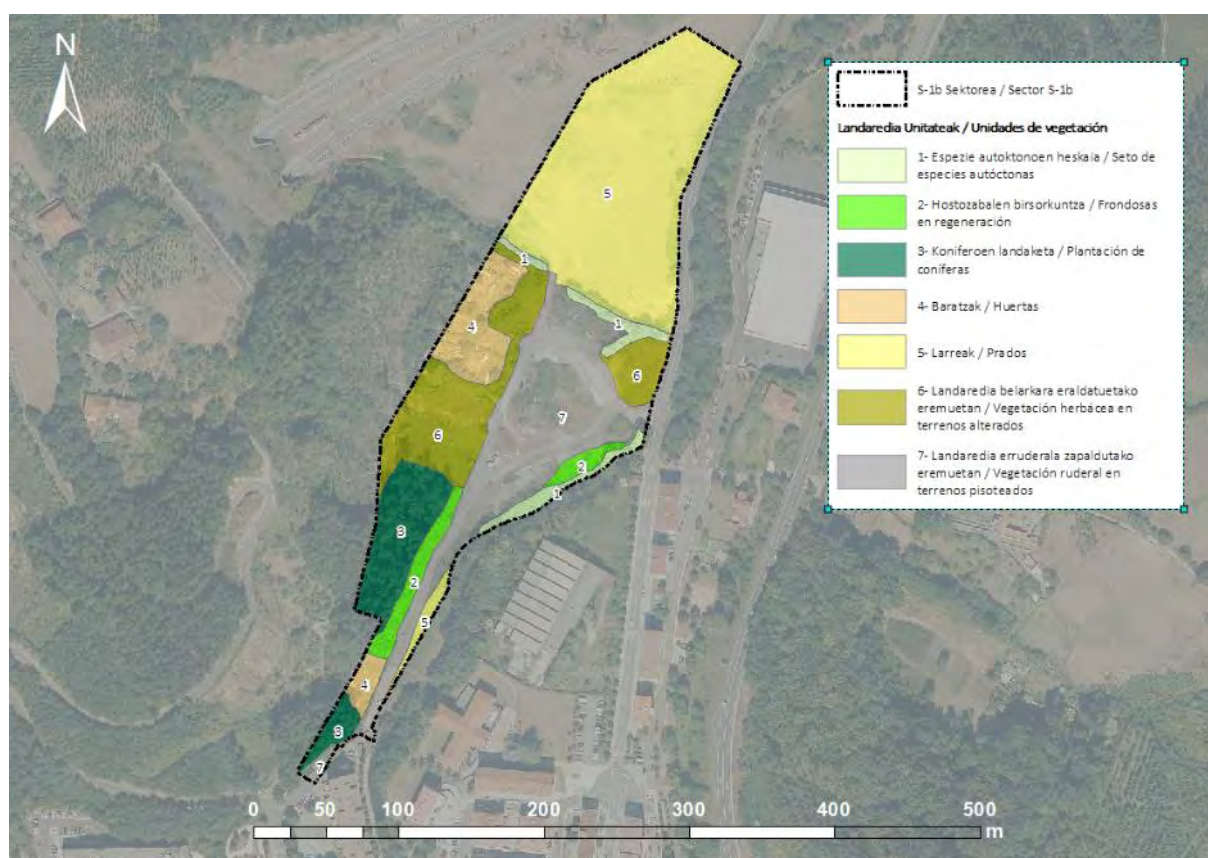 N
S-1b Sektorea / Sector S-1b
Landaredia Unitateak / Unidades de vegetación
1- Espezie autoktonoen heskaia / Seto de
especies autóctonas
2- Hostozabalen birsorkuntza / Frondosas
en regeneración
3- Koniferoen landaketa / Plantación de
coníferas
4- Baratzak / Huertas
5- Larreak / Prados
6- Landaredia belarkara eraldatuetako
eremuetan / Vegetación herbácea en
terrenos alterados
7- Landaredia erruderala zapaldutako
eremuetan / Vegetación ruderal en
terrenos pisoteados
5
1
4
1
6
6
7
2
1
3
2
5
4
3
7
0 50 100 200 300 400 500
m